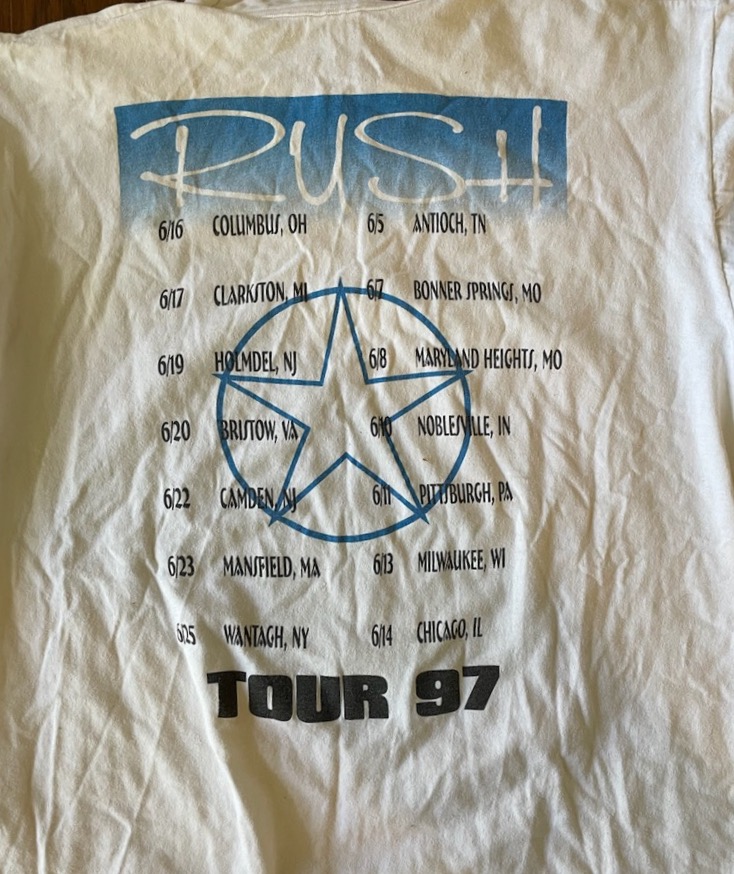 RUSH
6/16 COLUMBUS, OH 6/5 ANTIOCH, TN
6/17 CLARKSTON, MI 6/7 BONNER SPRINGS, MO
6/19 HOLMDEL, NJ 6/8 MARYLAND HEIGHTS, MO
6/20 BRISTOW, VA 6/10 NOBLESVILLE, IN
6/22 CAMDEN, NJ 6/11 PITTSBURGH, PA
6/23 MANSFIELD, MA 6/13 MILWAUKEE, WI
6/25 WANTAGH, NY 6/14 CHICAGO, IL
TOUR 97